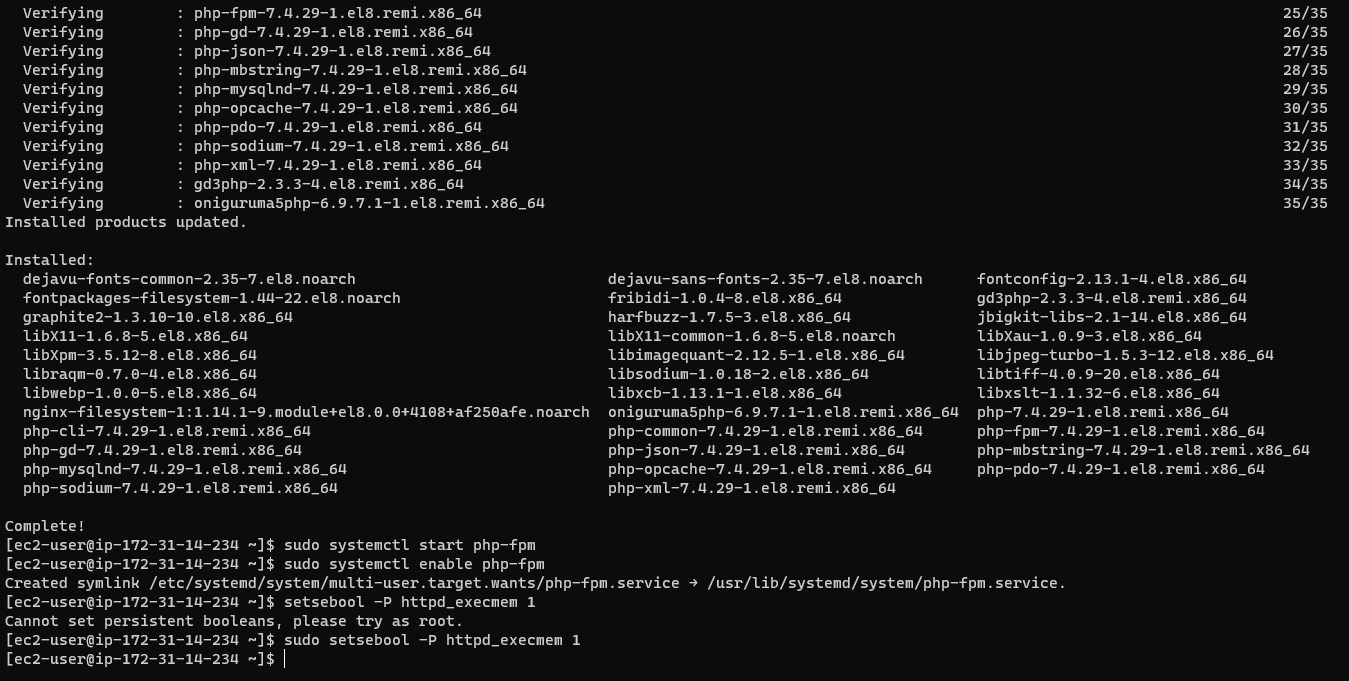 Verifying        : php-fpm-7.4.29-1.el8.remi.x86_64        25/35
Verifying        : php-gd-7.4.29-1.el8.remi.x86_64        26/35
Verifying        : php-json-7.4.29-1.el8.remi.x86_64        27/35
Verifying        : php-mbstring-7.4.29-1.el8.remi.x86_64        28/35
Verifying        : php-mysqlnd-7.4.29-1.el8.remi.x86_64        29/35
Verifying        : php-opcache-7.4.29-1.el8.remi.x86_64        30/35
Verifying        : php-pdo-7.4.29-1.el8.remi.x86_64        31/35
Verifying        : php-sodium-7.4.29-1.el8.remi.x86_64        32/35
Verifying        : php-xml-7.4.29-1.el8.remi.x86_64        33/35
Verifying        : gd3php-2.3.3-4.el8.remi.x86_64        34/35
Verifying        : oniguruma5php-6.9.7.1-1.el8.remi.x86_64        35/35
Installed products updated.

Installed:
dejavu-fonts-common-2.35-7.el8.noarch    dejavu-sans-fonts-2.35-7.el8.noarch    fontconfig-2.13.1-4.el8.x86_64
fontpackages-filesystem-1.44-22.el8.noarch    fribidi-1.0.4-8.el8.x86_64    gd3php-2.3.3-4.el8.remi.x86_64
graphite2-1.3.10-10.el8.x86_64    harfbuzz-1.7.5-3.el8.x86_64    jbigkit-libs-2.1-14.el8.x86_64
libX11-1.6.8-5.el8.x86_64    libX11-common-1.6.8-5.el8.noarch    libXau-1.0.9-3.el8.x86_64
libXpm-3.5.12-8.el8.x86_64    libimagequant-2.12.5-1.el8.x86_64    libjpeg-turbo-1.5.3-12.el8.x86_64
libraqm-0.7.0-4.el8.x86_64    libsodium-1.0.18-2.el8.x86_64    libtiff-4.0.9-20.el8.x86_64
libwebp-1.0.0-5.el8.x86_64    libxcb-1.13.1-1.el8.x86_64    libxslt-1.1.32-6.el8.x86_64
nginx-filesystem-1:1.14.1-9.module+el8.0.0+4108+af250afe.noarch    oniguruma5php-6.9.7.1-1.el8.remi.x86_64    php-7.4.29-1.el8.remi.x86_64
php-cli-7.4.29-1.el8.remi.x86_64    php-common-7.4.29-1.el8.remi.x86_64    php-fpm-7.4.29-1.el8.remi.x86_64
php-gd-7.4.29-1.el8.remi.x86_64    php-json-7.4.29-1.el8.remi.x86_64    php-mbstring-7.4.29-1.el8.remi.x86_64
php-mysqlnd-7.4.29-1.el8.remi.x86_64    php-opcache-7.4.29-1.el8.remi.x86_64    php-pdo-7.4.29-1.el8.remi.x86_64
php-sodium-7.4.29-1.el8.remi.x86_64    php-xml-7.4.29-1.el8.remi.x86_64

Complete!
[ec2-user@ip-172-31-14-234 ~]$ sudo systemctl start php-fpm
[ec2-user@ip-172-31-14-234 ~]$ sudo systemctl enable php-fpm
Created symlink /etc/systemd/system/multi-user.target.wants/php-fpm.service → /usr/lib/systemd/system/php-fpm.service.
[ec2-user@ip-172-31-14-234 ~]$ setsebool -P httpd_execmem 1
Cannot set persistent booleans, please try as root.
[ec2-user@ip-172-31-14-234 ~]$ sudo setsebool -P httpd_execmem 1
[ec2-user@ip-172-31-14-234 ~]$